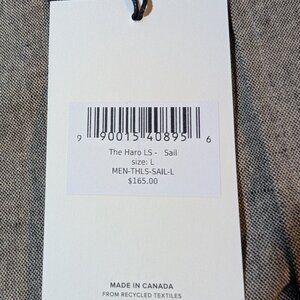 9 90015 40895 6
The Haro LS - Sail
size: L
MEN-THLS-SAIL-L
$165.00
MADE IN CANADA
FROM RECYCLED TEXTILES